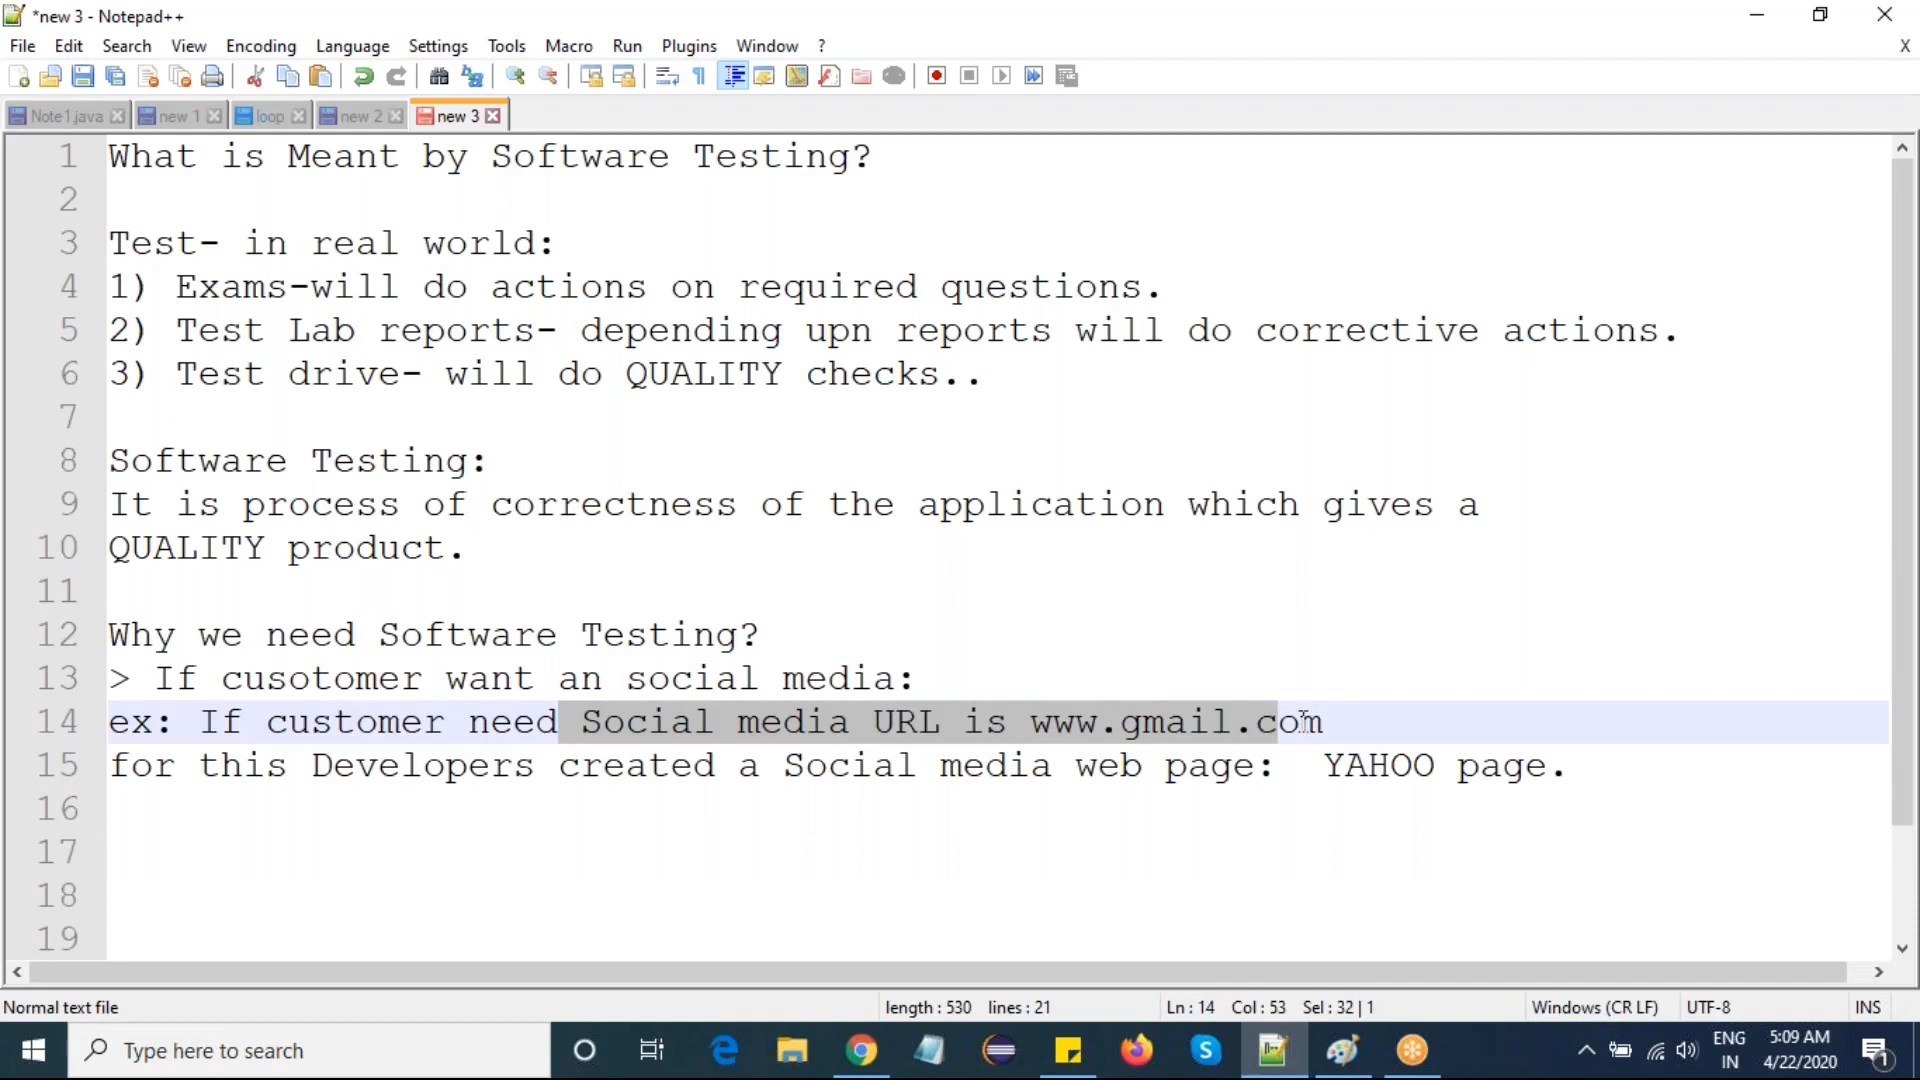 *new 3 - Notepad++
File Edit Search View Encoding Language Settings Tools Macro Run Plugins Window ? X
Note1.java new 1 loop new 2 new 3
1 What is Meant by Software Testing?
2
3 Test- in real world:
4 1) Exams-will do actions on required questions.
5 2) Test Lab reports- depending upn reports will do corrective actions.
6 3) Test drive- will do QUALITY checks..
7
8 Software Testing:
9 It is process of correctness of the application which gives a
10 QUALITY product.
11
12 Why we need Software Testing?
13 > If cusotomer want an social media:
14 ex: If customer need Social media URL is www.gmail.com
15 for this Developers created a Social media web page:  YAHOO page.
16
17
18
19
Normal text file length : 530 lines : 21 Ln : 14 Col : 53 Sel : 32 | 1 Windows (CR LF) UTF-8 INS
Type here to search ENG 5:09 AM
IN 4/22/2020 1